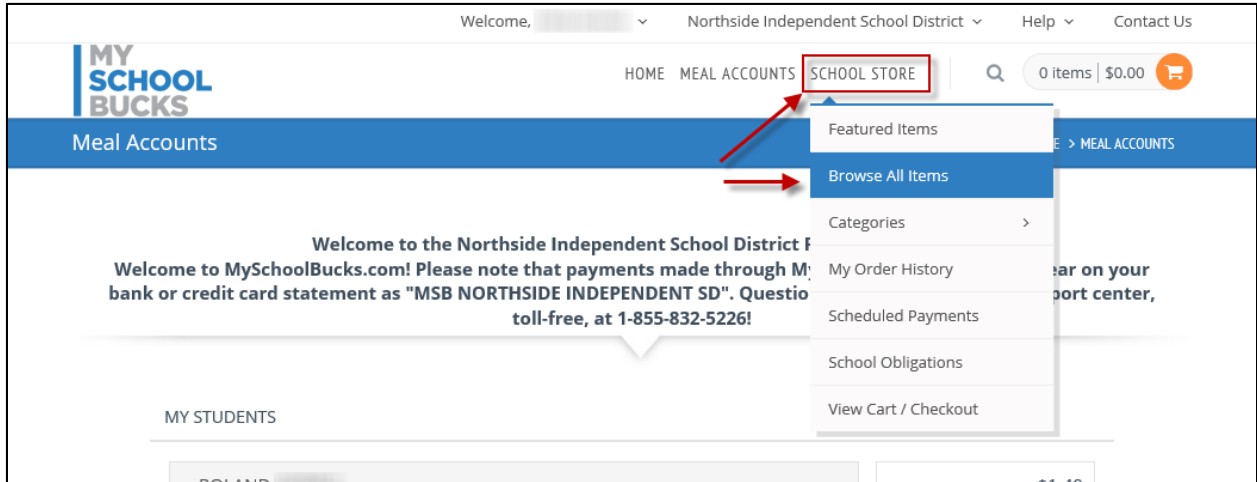 Welcome,
Northside Independent School District
Help
Contact Us
MY
SCHOOL
BUCKS
HOME
MEAL ACCOUNTS
SCHOOL STORE
0 items | $0.00
Meal Accounts
> MEAL ACCOUNTS
Featured Items
Browse All Items
Categories
My Order History
Scheduled Payments
School Obligations
View Cart / Checkout
Welcome to the Northside Independent School District
Welcome to MySchoolBucks.com! Please note that payments made through
on your
bank or credit card statement as "MSB NORTHSIDE INDEPENDENT SD".
center,
toll-free, at 1-855-832-5226!
MY STUDENTS